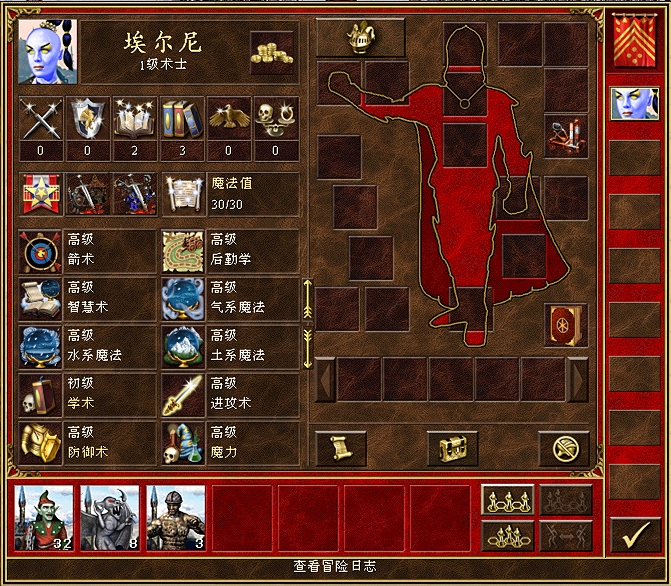 埃尔尼
1级术士
0 0 2 3 0 0
魔法值
30/30
高级
箭术
高级
后勤学
高级
智慧术
高级
气系魔法
高级
水系魔法
高级
土系魔法
初级
学术
高级
进攻术
高级
防御术
高级
魔力
32 8 3
查看冒险日志